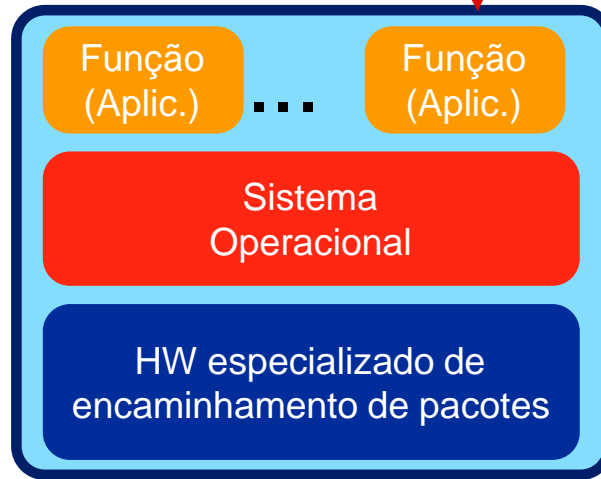 Função
(Aplic.)
...
Função
(Aplic.)
Sistema
Operacional
HW especializado de
encaminhamento de pacotes